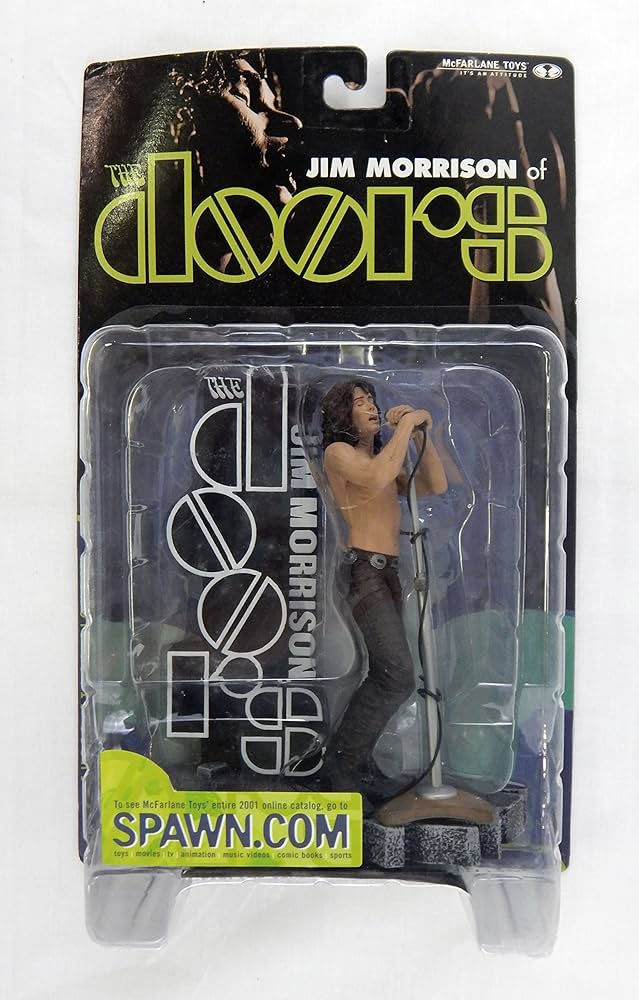 McFARLANE TOYS
IT'S AN ATTITUDE
JIM MORRISON of
THE
doors
THE
doors
JIM MORRISON
To see McFarlane Toys' entire 2001 online catalog, go to
SPAWN.COM
toys movies tv animation music videos comic books sports